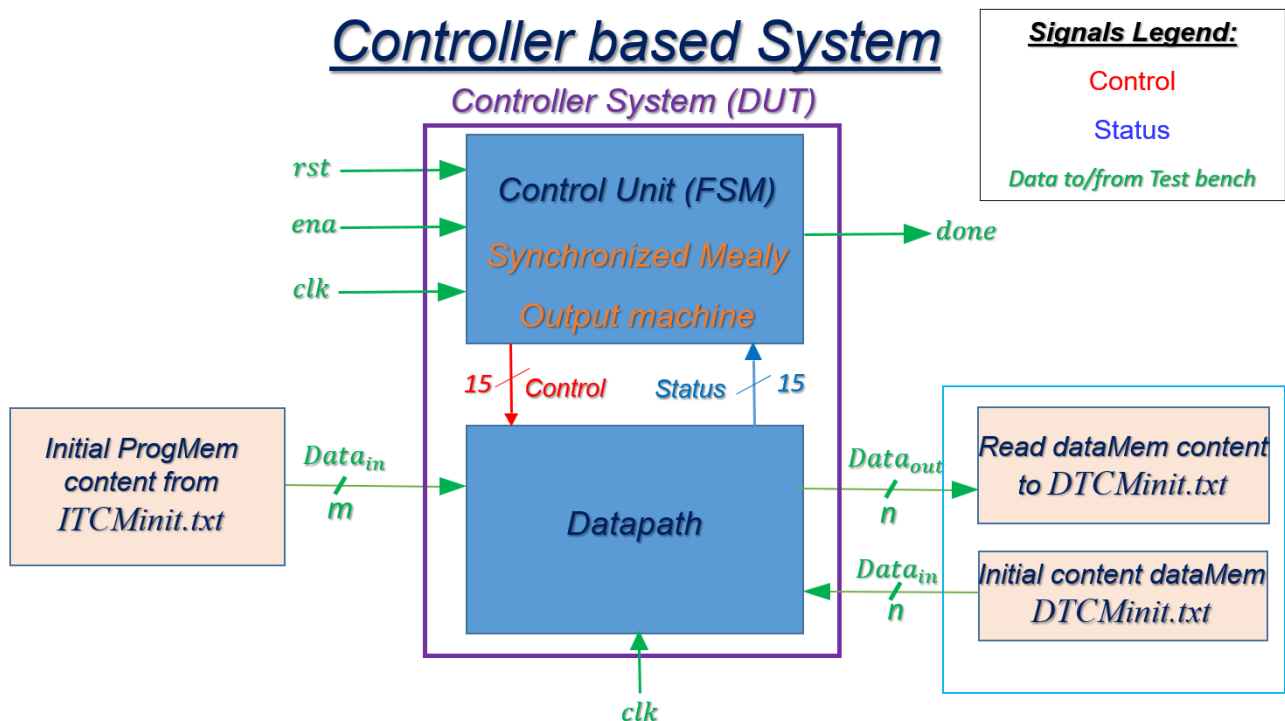 Controller based System
Signals Legend:
Control
Status
Data to/from Test bench
Controller System (DUT)
rst
ena
clk
Control Unit (FSM)
Synchronized Mealy
Output machine
done
15
Control
Status
15
Initial ProgMem
content from
ITCMinit.txt
Data_in
m
Datapath
Data_out
n
Read dataMem content
to DTCMinit.txt
Data_in
n
Initial content dataMem
DTCMinit.txt
clk